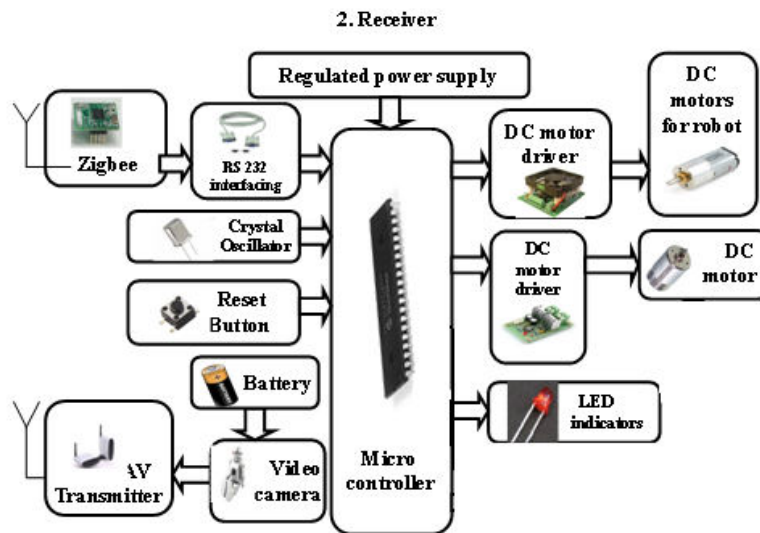 2. Receiver
Regulated power supply
Zigbee
RS 232
interfacing
Crystal
Oscillator
Reset
Button
Battery
AV
Transmitter
Video
camera
Micro
controller
DC motor
driver
DC
motors
for robot
DC
motor
driver
DC
motor
LED
indicators